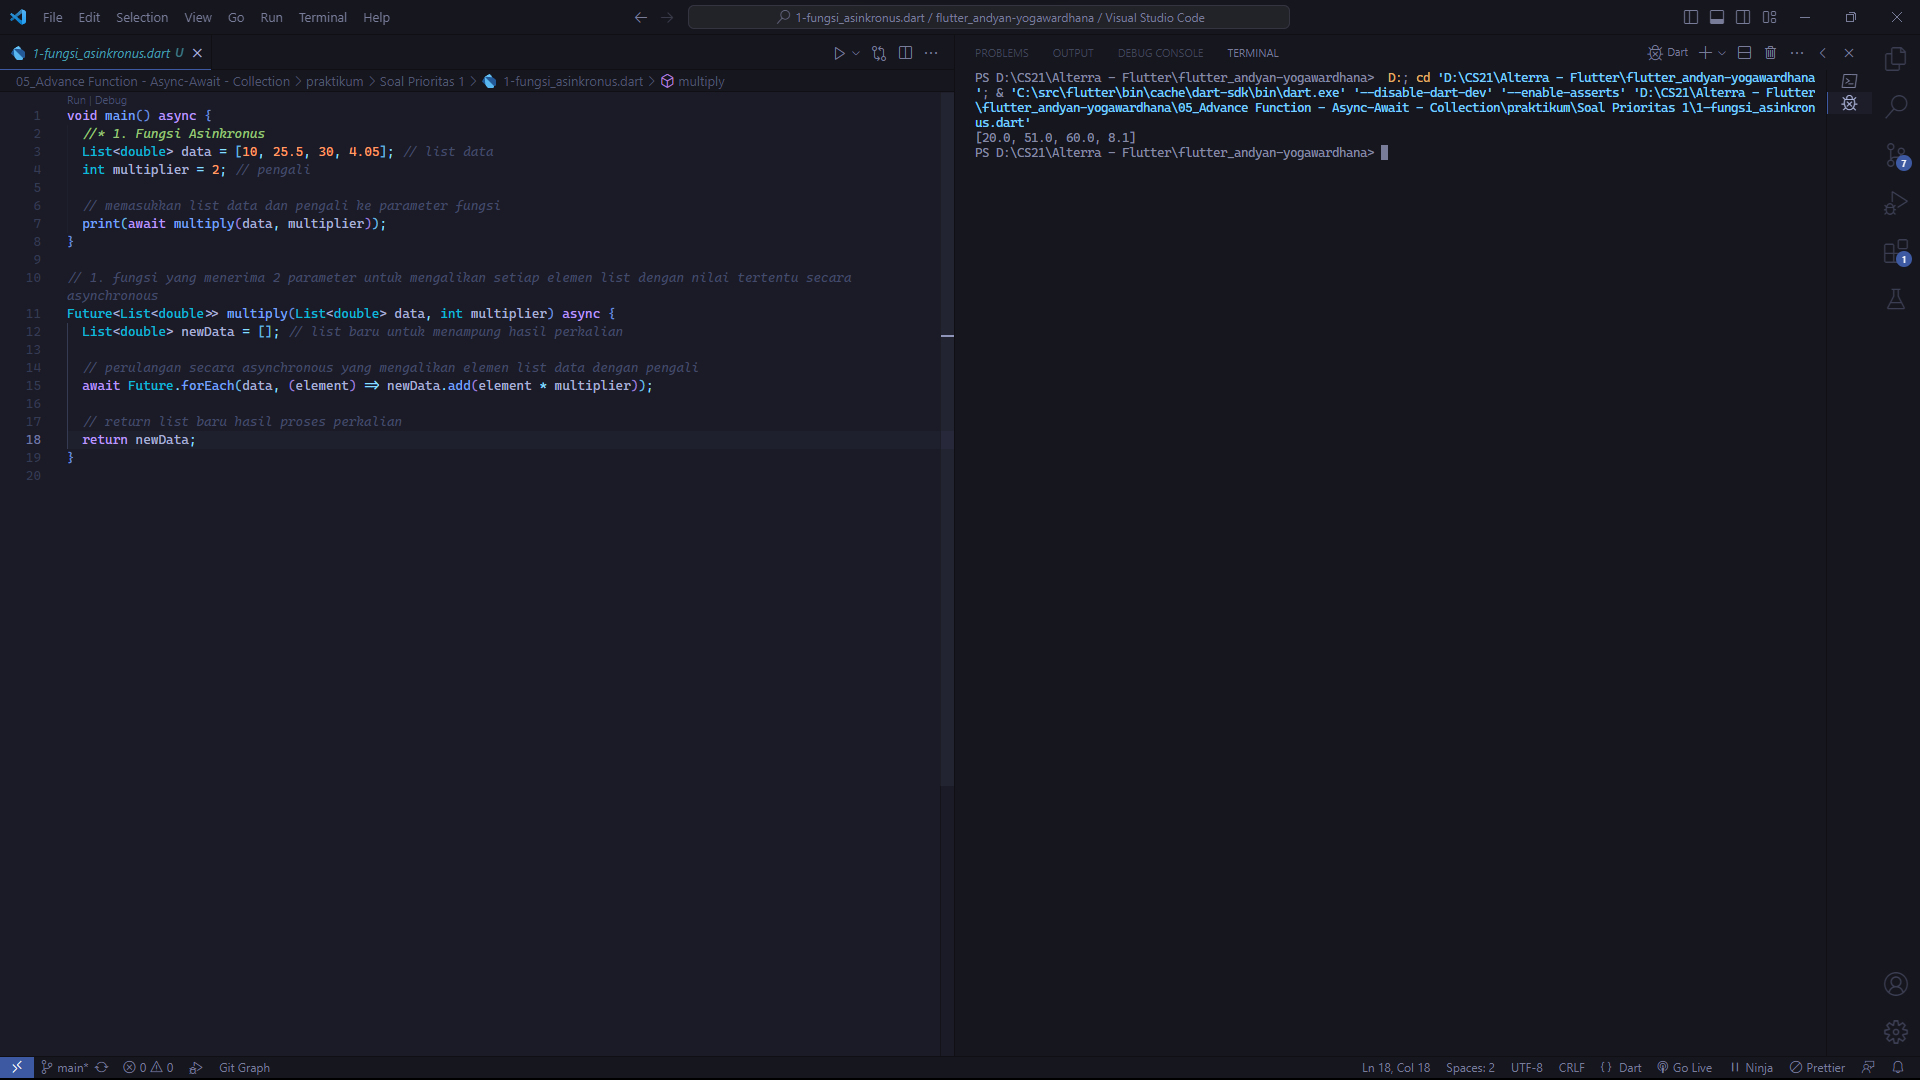 File Edit Selection View Go Run Terminal Help
1-fungsi_asinkronus.dart / flutter_andyan-yogawardhana / Visual Studio Code
1-fungsi_asinkronus.dart U
05_Advance Function - Async-Await - Collection > praktikum > Soal Prioritas 1 > 1-fungsi_asinkronus.dart > multiply
Run | Debug
1 void main() async {
2 //* 1. Fungsi Asinkronus
3 List<double> data = [10, 25.5, 30, 4.05]; // list data
4 int multiplier = 2; // pengali
5
6 // memasukkan list data dan pengali ke parameter fungsi
7 print(await multiply(data, multiplier));
8 }
9
10 // 1. fungsi yang menerima 2 parameter untuk mengalikan setiap elemen list dengan nilai tertentu secara
asynchronous
11 Future<List<double>> multiply(List<double> data, int multiplier) async {
12 List<double> newData = []; // list baru untuk menampung hasil perkalian
13
14 // perulangan secara asynchronous yang mengalikan elemen list data dengan pengali
15 await Future.forEach(data, (element) => newData.add(element * multiplier));
16
17 // return list baru hasil proses perkalian
18 return newData;
19 }
20
PROBLEMS OUTPUT DEBUG CONSOLE TERMINAL
Dart
PS D:\CS21\Alterra - Flutter\flutter_andyan-yogawardhana> D:; cd 'D:\CS21\Alterra - Flutter\flutter_andyan-yogawardhana
'; & 'C:\src\flutter\bin\cache\dart-sdk\bin\dart.exe' '--disable-dart-dev' '--enable-asserts' 'D:\CS21\Alterra - Flutter
\flutter_andyan-yogawardhana\05_Advance Function - Async-Await - Collection\praktikum\Soal Prioritas 1\1-fungsi_asinkron
us.dart'
[20.0, 51.0, 60.0, 8.1]
PS D:\CS21\Alterra - Flutter\flutter_andyan-yogawardhana>
7
1
main* 0 0 Git Graph
Ln 18, Col 18 Spaces: 2 UTF-8 CRLF { } Dart Go Live Ninja Prettier